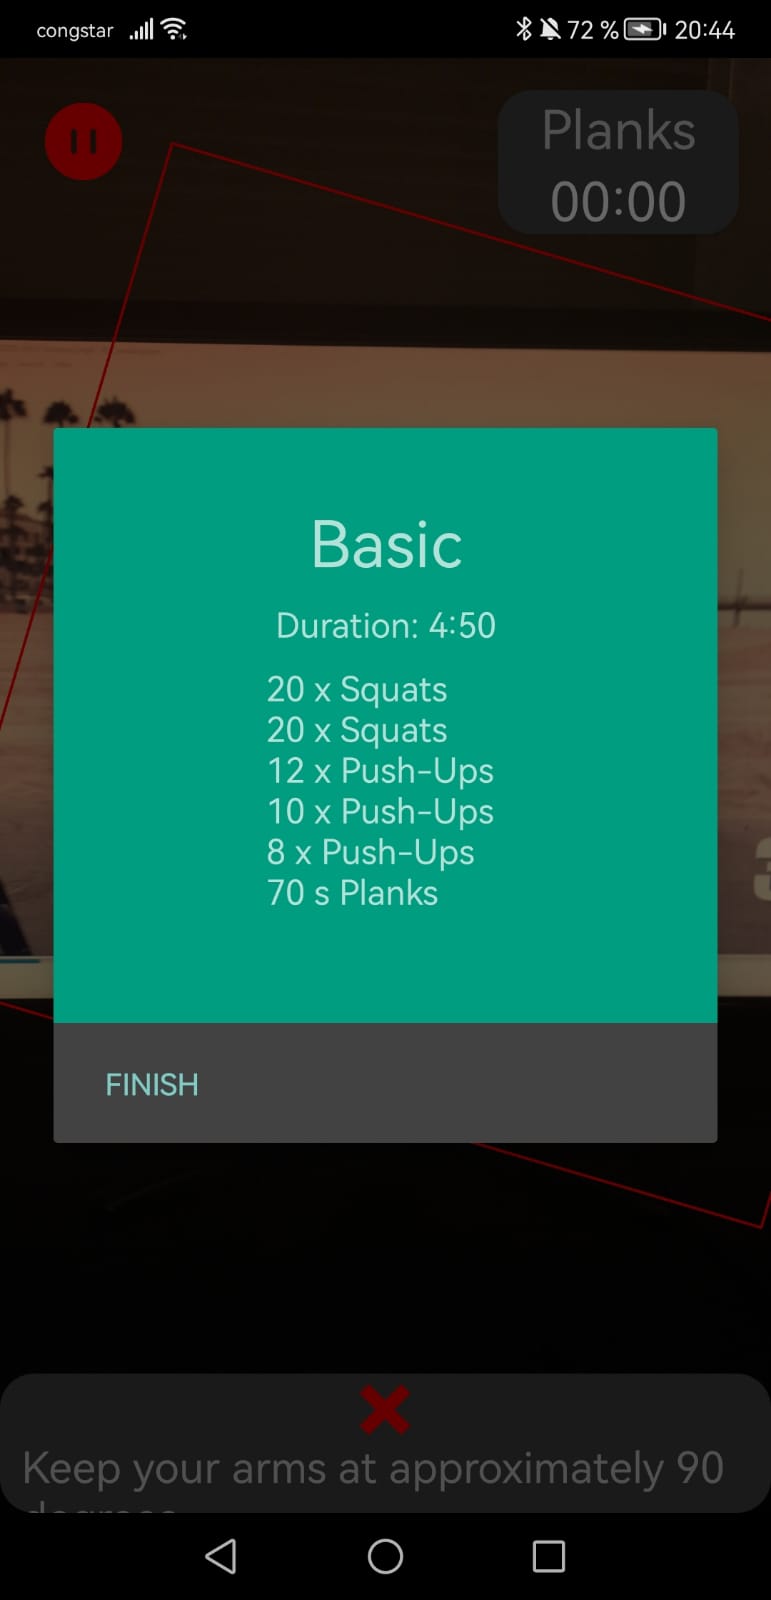 congstar 72 % 20:44
Planks
00:00
Basic
Duration: 4:50
20 x Squats
20 x Squats
12 x Push-Ups
10 x Push-Ups
8 x Push-Ups
70 s Planks
FINISH
Keep your arms at approximately 90